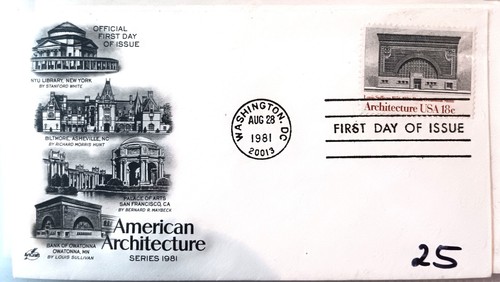 OFFICIAL
FIRST DAY
OF ISSUE
NYU LIBRARY, NEW YORK
BY STANFORD WHITE
BILTMORE, ASHEVILLE, NC
BY RICHARD MORRIS HUNT
PALACE OF ARTS
SAN FRANCISCO, CA
BY BERNARD R. MAYBECK
BANK OF OWATONNA
OWATONNA, MN
BY LOUIS SULLIVAN
American
Architecture
SERIES 1981
WASHINGTON, DC
AUG 28
1981
20013
Architecture USA 18c
FIRST DAY OF ISSUE
25